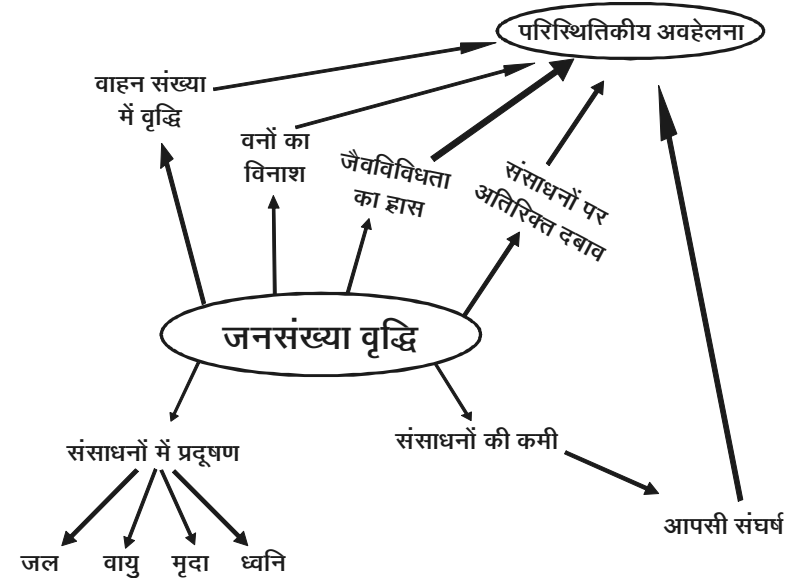 परिस्थितिकीय अवहेलना
वाहन संख्या
में वृद्धि
वनों का
विनाश
जैवविविधता
का ह्रास
संसाधनों पर
अतिरिक्त दबाव
जनसंख्या वृद्धि
संसाधनों में प्रदूषण
संसाधनों की कमी
आपसी संघर्ष
जल वायु मृदा ध्वनि